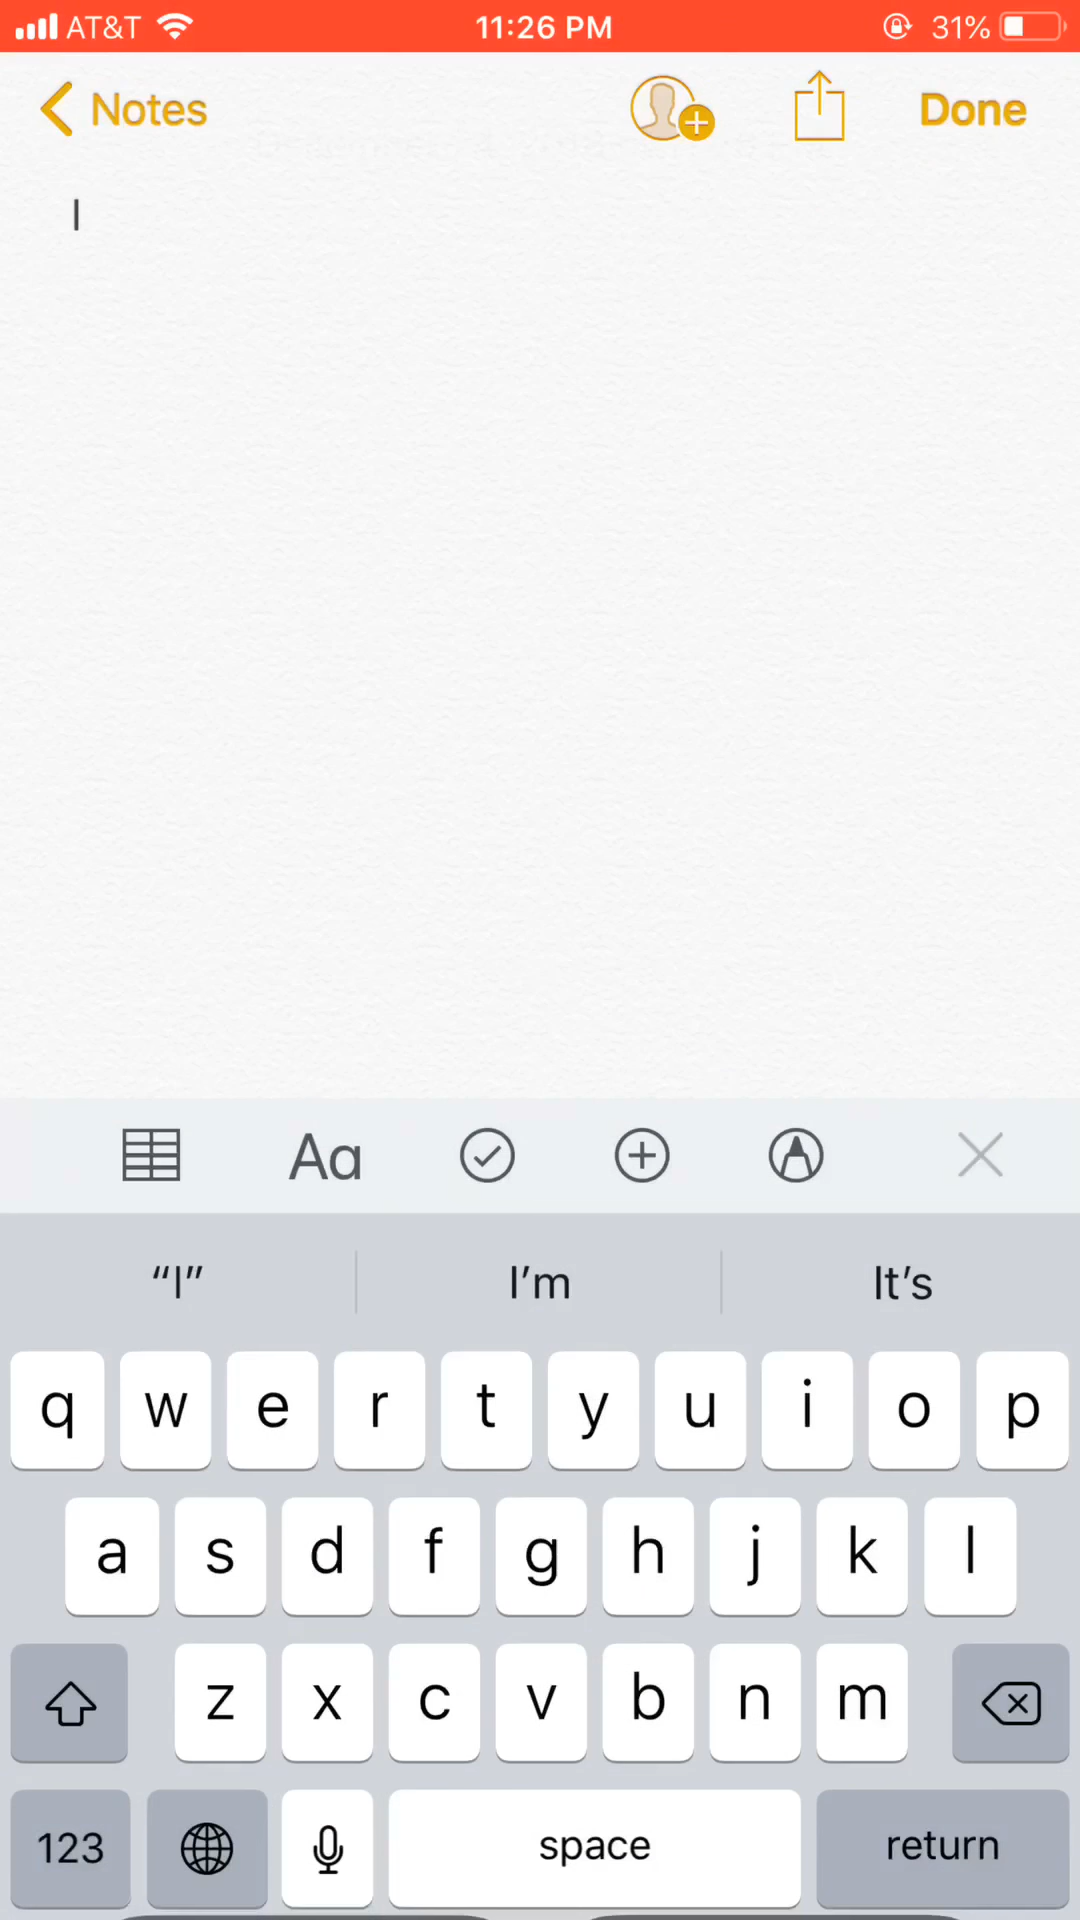 AT&T 11:26 PM 31%
Notes Done
I
Aa
“I” I’m It’s
q w e r t y u i o p
a s d f g h j k l
z x c v b n m
123 space return